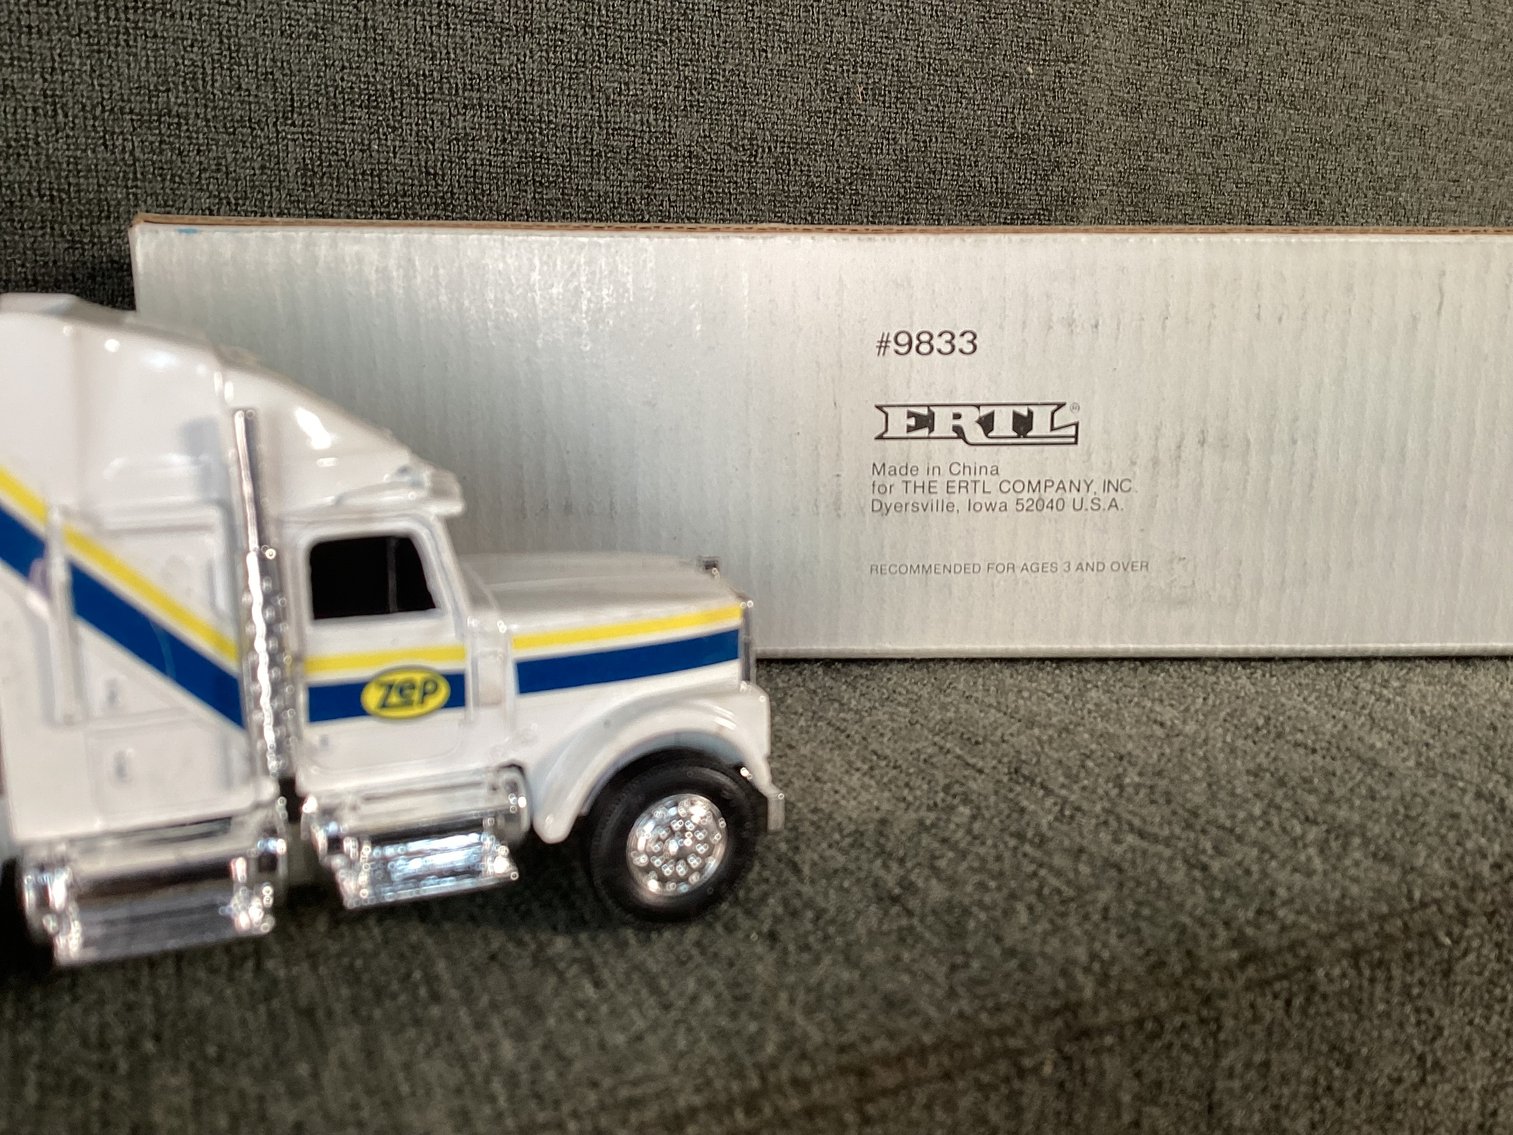 #9833
ERTL®
Made in China
for THE ERTL COMPANY, INC.
Dyersville, Iowa 52040 U.S.A.
RECOMMENDED FOR AGES 3 AND OVER
ZEP